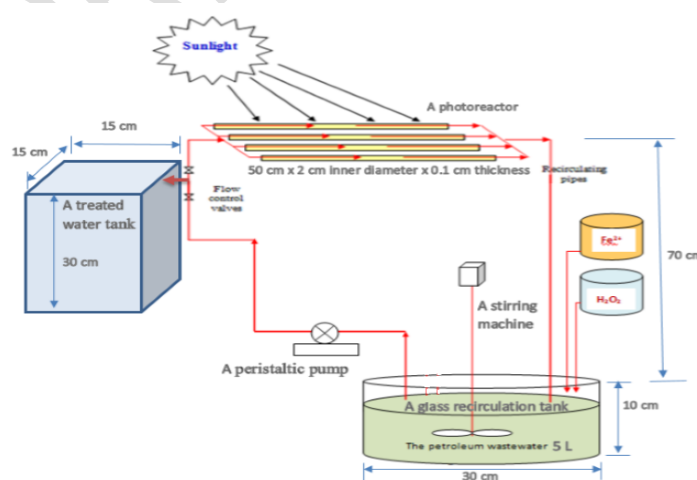 Sunlight
A photoreactor
15 cm
15 cm
50 cm x 2 cm inner diameter x 0.1 cm thickness
Recirculating
pipes
Flow
control
valves
A treated
water tank
30 cm
Fe²⁺
H₂O₂
70 cm
A stirring
machine
A peristaltic pump
A glass recirculation tank
10 cm
The petroleum wastewater 5 L
30 cm